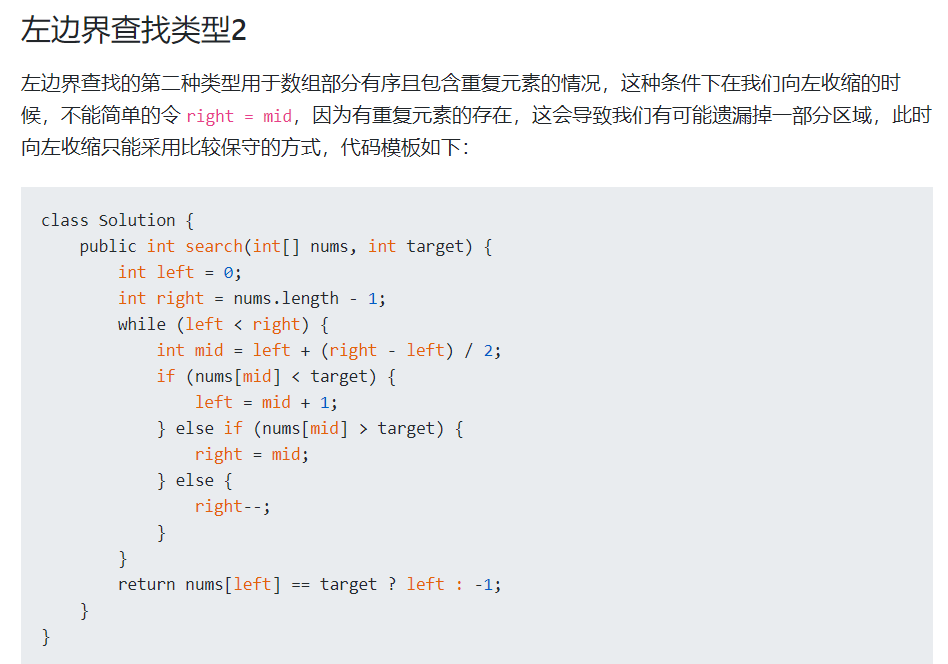 左边界查找类型2
左边界查找的第二种类型用于数组部分有序且包含重复元素的情况，这种条件下在我们向左收缩的时
候，不能简单的令 right = mid，因为有重复元素的存在，这会导致我们有可能遗漏掉一部分区域，此时
向左收缩只能采用比较保守的方式，代码模板如下：
class Solution {
    public int search(int[] nums, int target) {
        int left = 0;
        int right = nums.length - 1;
        while (left < right) {
            int mid = left + (right - left) / 2;
            if (nums[mid] < target) {
                left = mid + 1;
            } else if (nums[mid] > target) {
                right = mid;
            } else {
                right--;
            }
        }
        return nums[left] == target ? left : -1;
    }
}